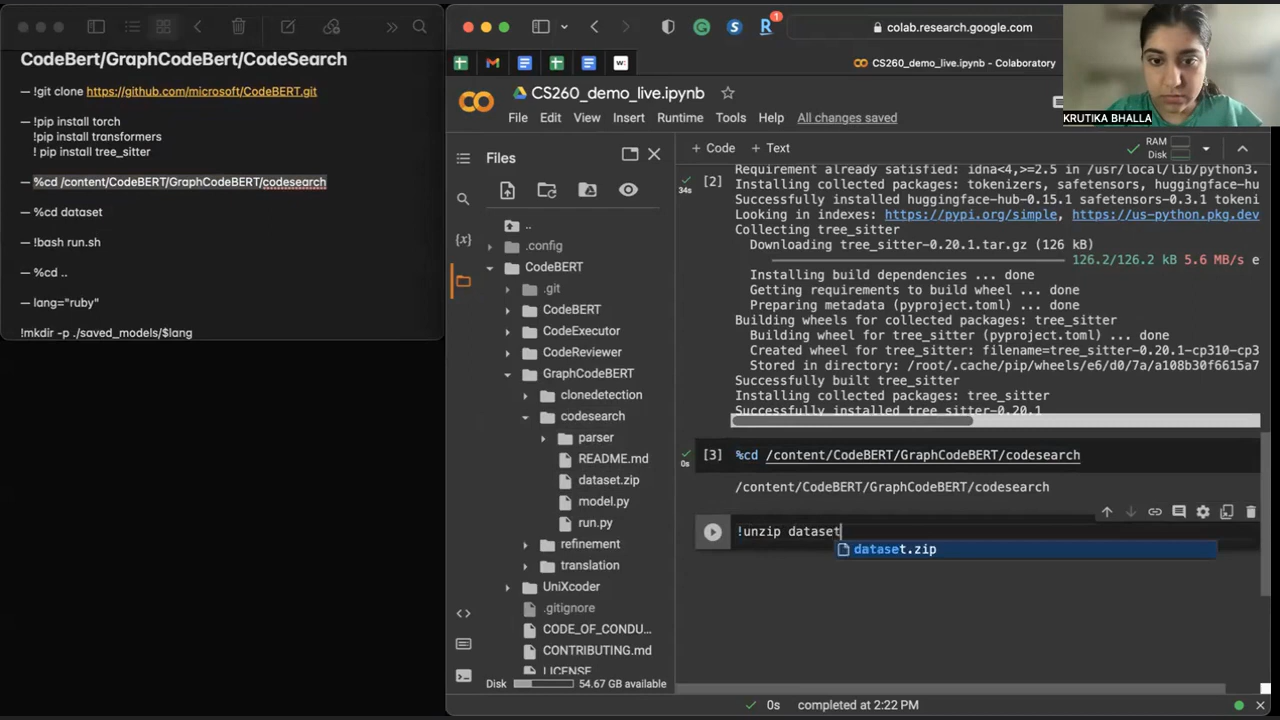 CodeBert/GraphCodeBert/CodeSearch
— !git clone https://github.com/microsoft/CodeBERT.git
— !pip install torch
!pip install transformers
! pip install tree_sitter
— %cd /content/CodeBERT/GraphCodeBERT/codesearch
— %cd dataset
— !bash run.sh
— %cd ..
— lang="ruby"
!mkdir -p ./saved_models/$lang
1
colab.research.google.com
CS260_demo_live.ipynb - Colaboratory
KRUTIKA BHALLA
CS260_demo_live.ipynb
File Edit View Insert Runtime Tools Help All changes saved
+ Code + Text
RAM
Disk
Files
..
.config
CodeBERT
.git
CodeBERT
CodeExecutor
CodeReviewer
GraphCodeBERT
clonedetection
codesearch
parser
README.md
dataset.zip
model.py
run.py
refinement
translation
UniXcoder
.gitignore
CODE_OF_CONDU...
CONTRIBUTING.md
LICENSE
Disk 54.67 GB available
[2]
34s
Requirement already satisfied: idna<4,>=2.5 in /usr/local/lib/python3.
Installing collected packages: tokenizers, safetensors, huggingface-hu
Successfully installed huggingface-hub-0.15.1 safetensors-0.3.1 tokeni
Looking in indexes: https://pypi.org/simple, https://us-python.pkg.dev
Collecting tree_sitter
Downloading tree_sitter-0.20.1.tar.gz (126 kB)
126.2/126.2 kB 5.6 MB/s e
Installing build dependencies ... done
Getting requirements to build wheel ... done
Preparing metadata (pyproject.toml) ... done
Building wheels for collected packages: tree_sitter
Building wheel for tree_sitter (pyproject.toml) ... done
Created wheel for tree_sitter: filename=tree_sitter-0.20.1-cp310-cp3
Stored in directory: /root/.cache/pip/wheels/e6/d0/7a/a108b30f6615a7
Successfully built tree_sitter
Installing collected packages: tree_sitter
Successfully installed tree_sitter-0.20.1
[3] %cd /content/CodeBERT/GraphCodeBERT/codesearch
0s
/content/CodeBERT/GraphCodeBERT/codesearch
!unzip dataset
dataset.zip
0s completed at 2:22 PM